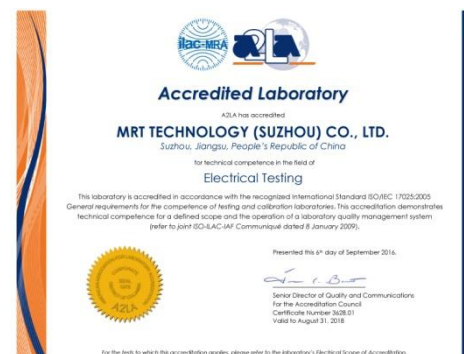 ilac-MRA
A2LA
Accredited Laboratory
A2LA has accredited
MRT TECHNOLOGY (SUZHOU) CO., LTD.
Suzhou, Jiangsu, People's Republic of China
for technical competence in the field of
Electrical Testing
This laboratory is accredited in accordance with the recognized International Standard ISO/IEC 17025:2005
General requirements for the competence of testing and calibration laboratories. This accreditation demonstrates
technical competence for a defined scope and the operation of a laboratory quality management system
(refer to joint ISO-ILAC-IAF Communiqué dated 8 January 2009).
Presented this 6th day of September 2016.
Senior Director of Quality and Communications
For the Accreditation Council
Certificate Number 3628.01
Valid to August 31, 2018
A2LA
For the tests to which this accreditation applies, please refer to the laboratory's Electrical Scope of Accreditation.